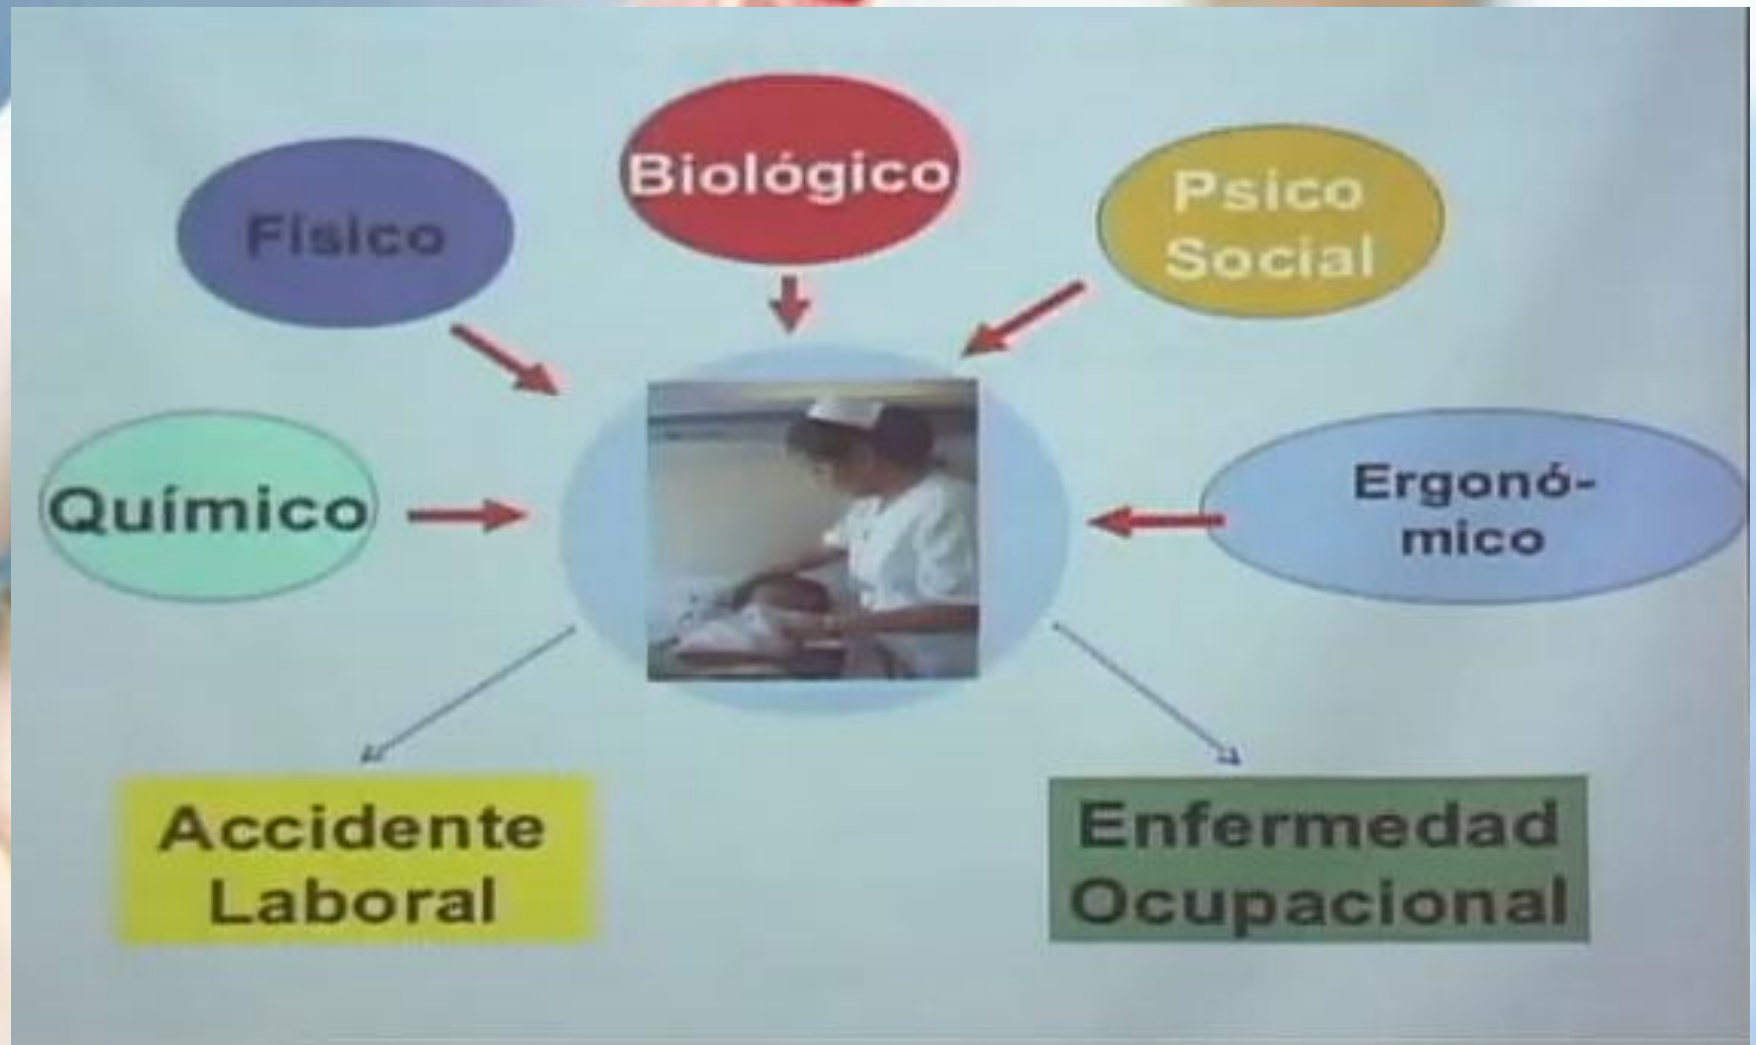 Biológico
Físico
Psico
Social
Químico
Ergonó-
mico
Accidente
Laboral
Enfermedad
Ocupacional